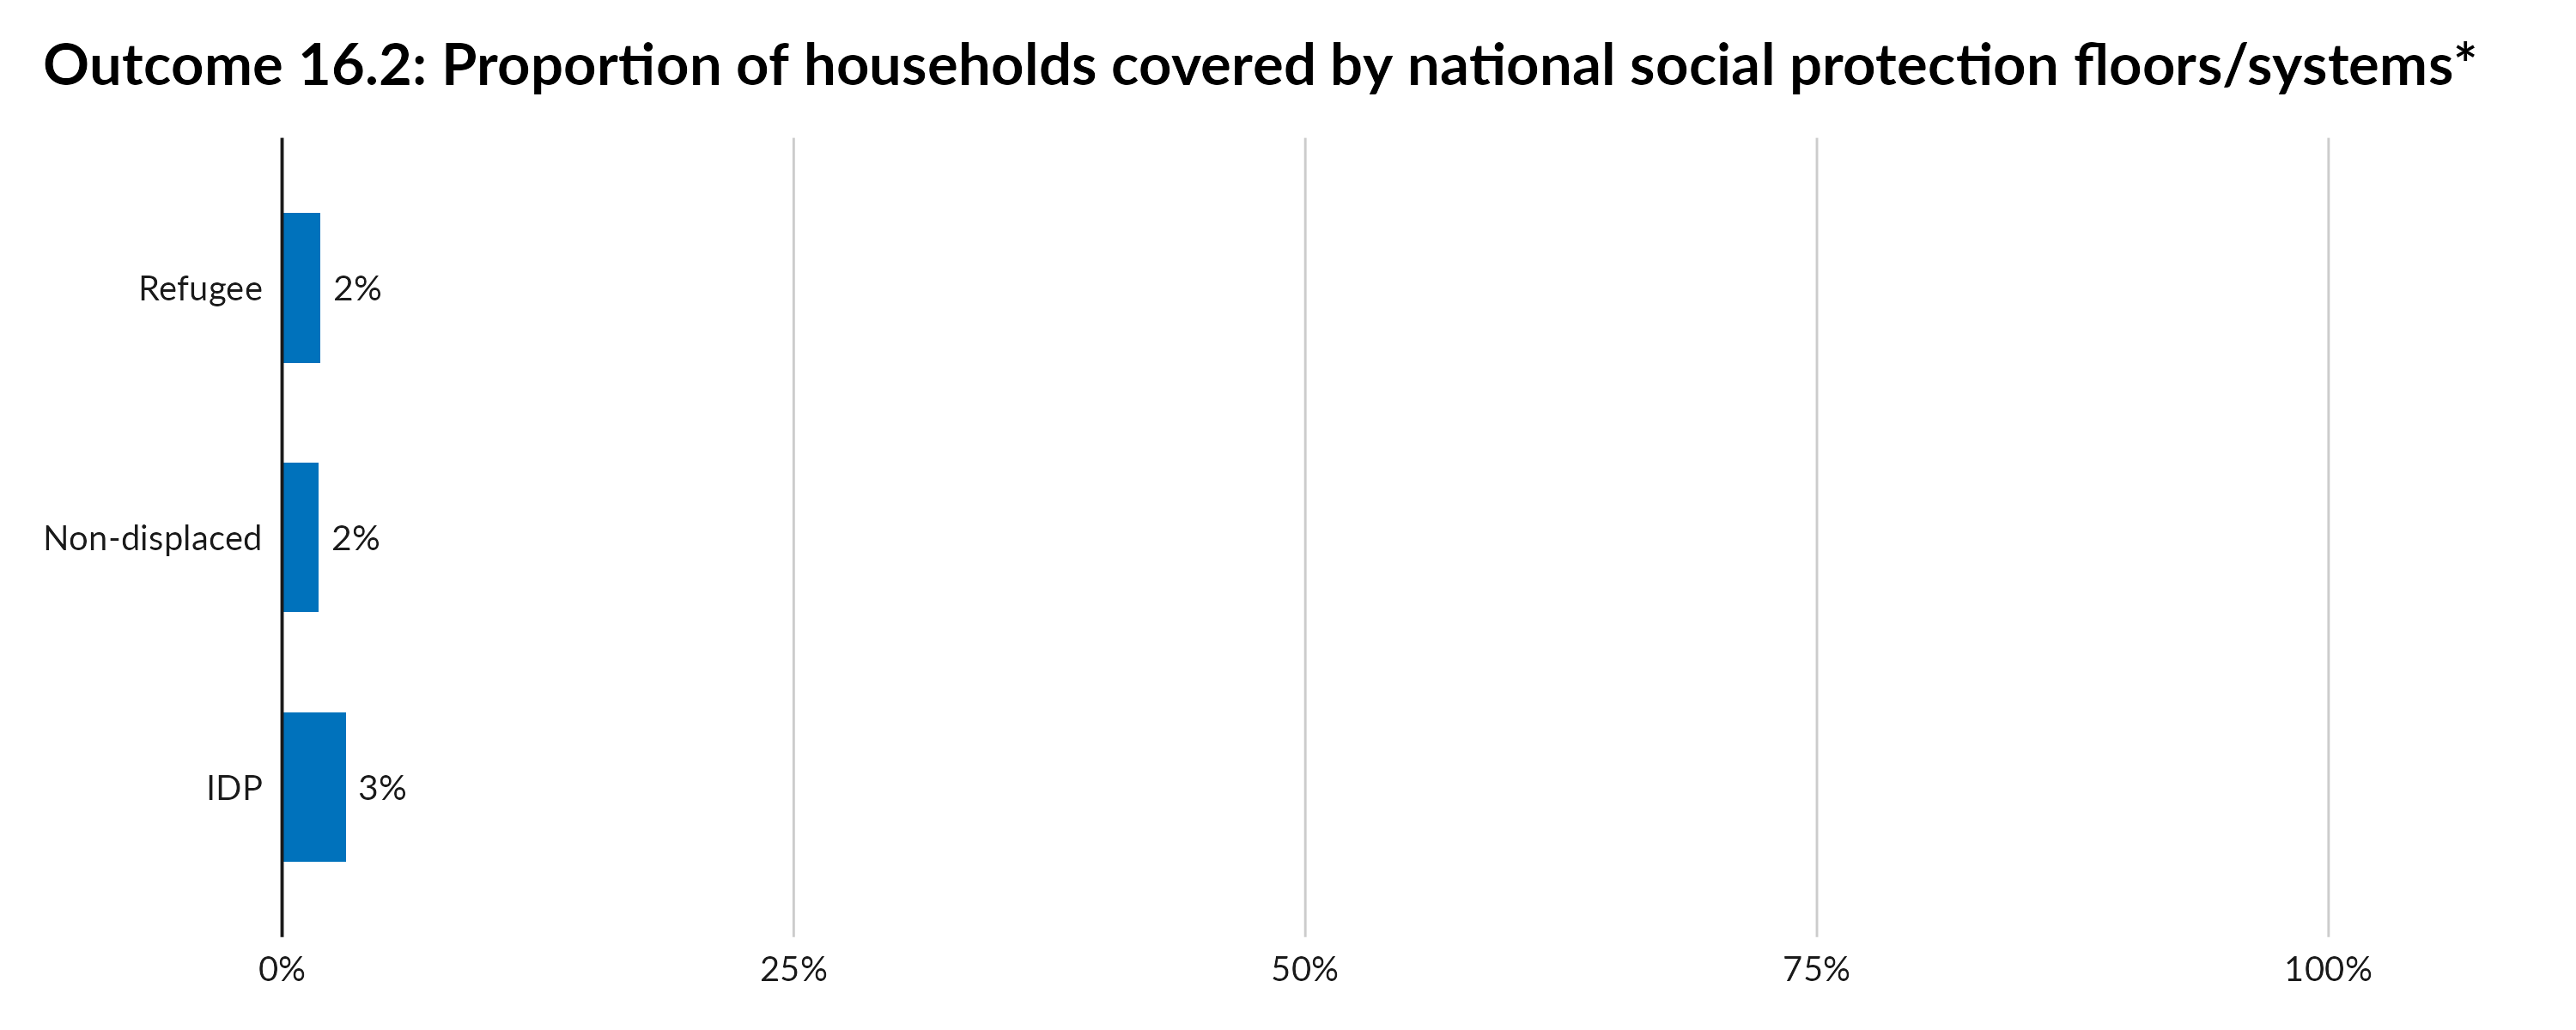 Outcome 16.2: Proportion of households covered by national social protection floors/systems*
Refugee 2%
Non-displaced 2%
IDP 3%
0% 25% 50% 75% 100%